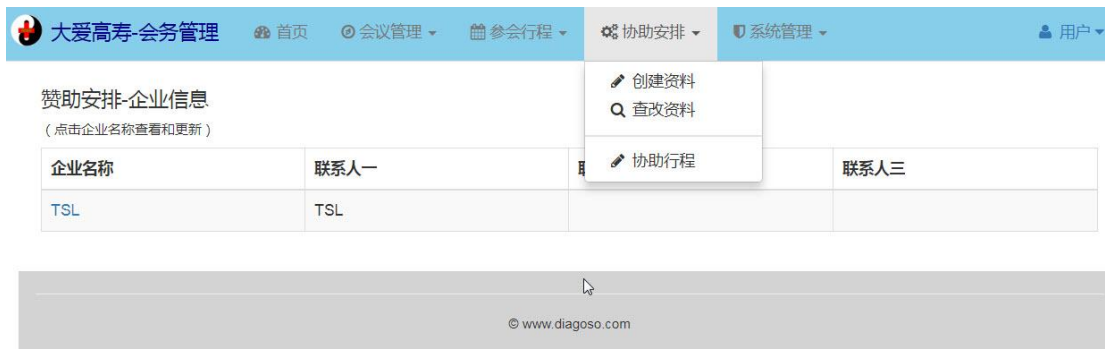 大爱高寿-会务管理 首页 会议管理 参会行程 协助安排 系统管理 用户
创建资料
查改资料
协助行程
赞助安排-企业信息
(点击企业名称查看和更新)
企业名称 联系人一 联系人三
TSL TSL
© www.diagoso.com